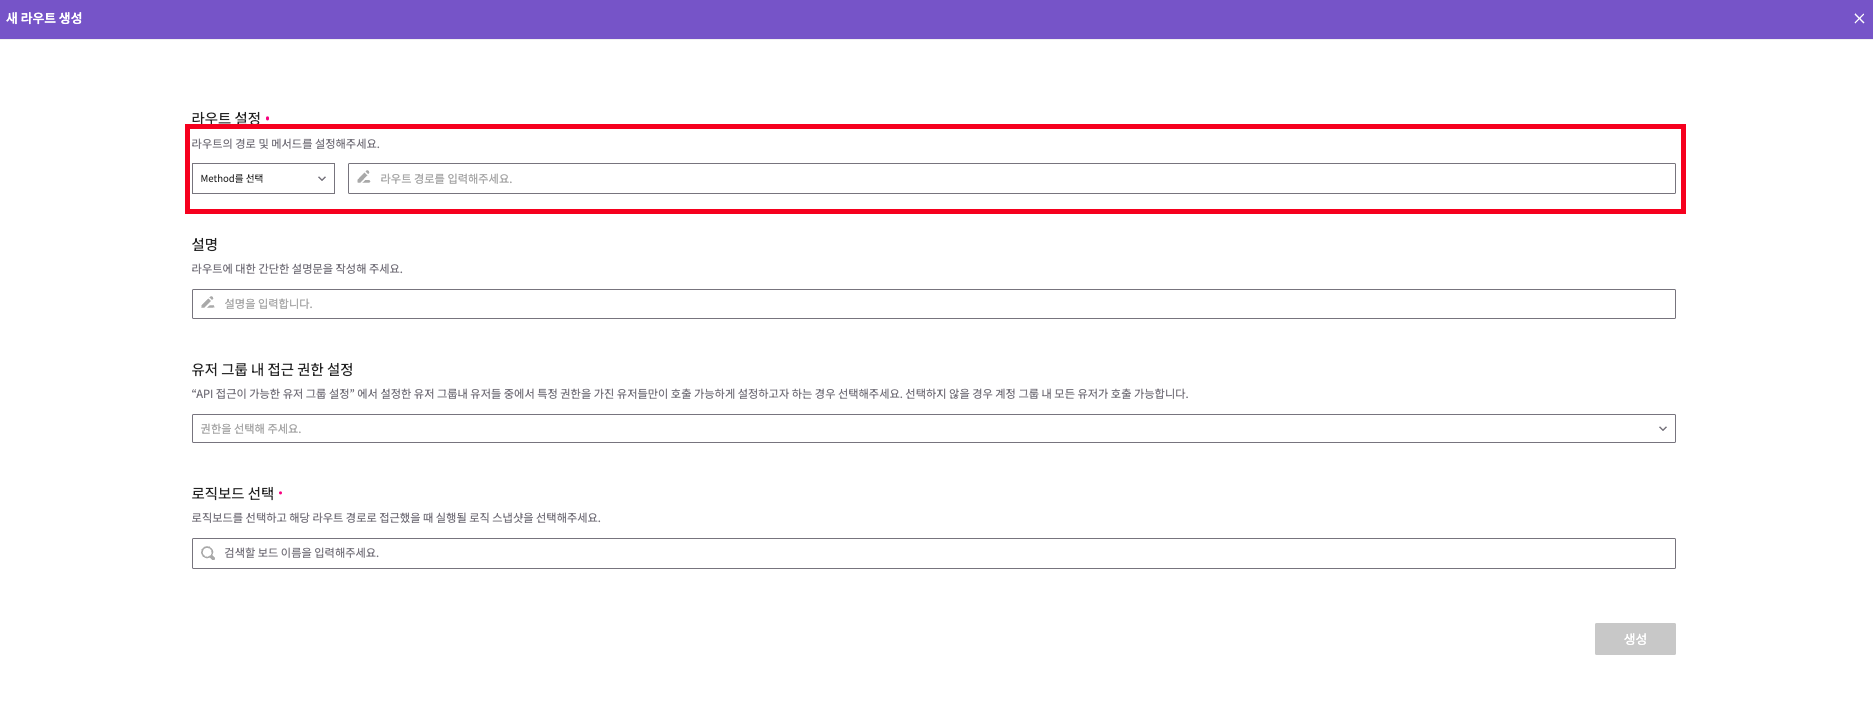 새 라우트 생성
라우트 설정 •
라우트의 경로 및 메서드를 설정해주세요.
Method를 선택
라우트 경로를 입력해주세요.
설명
라우트에 대한 간단한 설명문을 작성해 주세요.
설명을 입력합니다.
유저 그룹 내 접근 권한 설정
“API 접근이 가능한 유저 그룹 설정” 에서 설정한 유저 그룹내 유저들 중에서 특정 권한을 가진 유저들만이 호출 가능하게 설정하고자 하는 경우 선택해주세요. 선택하지 않을 경우 계정 그룹 내 모든 유저가 호출 가능합니다.
권한을 선택해 주세요.
로직보드 선택 •
로직보드를 선택하고 해당 라우트 경로로 접근했을 때 실행될 로직 스냅샷을 선택해주세요.
검색할 보드 이름을 입력해주세요.
생성